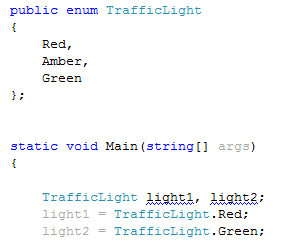 public enum TrafficLight
{
Red,
Amber,
Green
};
static void Main(string[] args)
{
TrafficLight light1, light2;
light1 = TrafficLight.Red;
light2 = TrafficLight.Green;